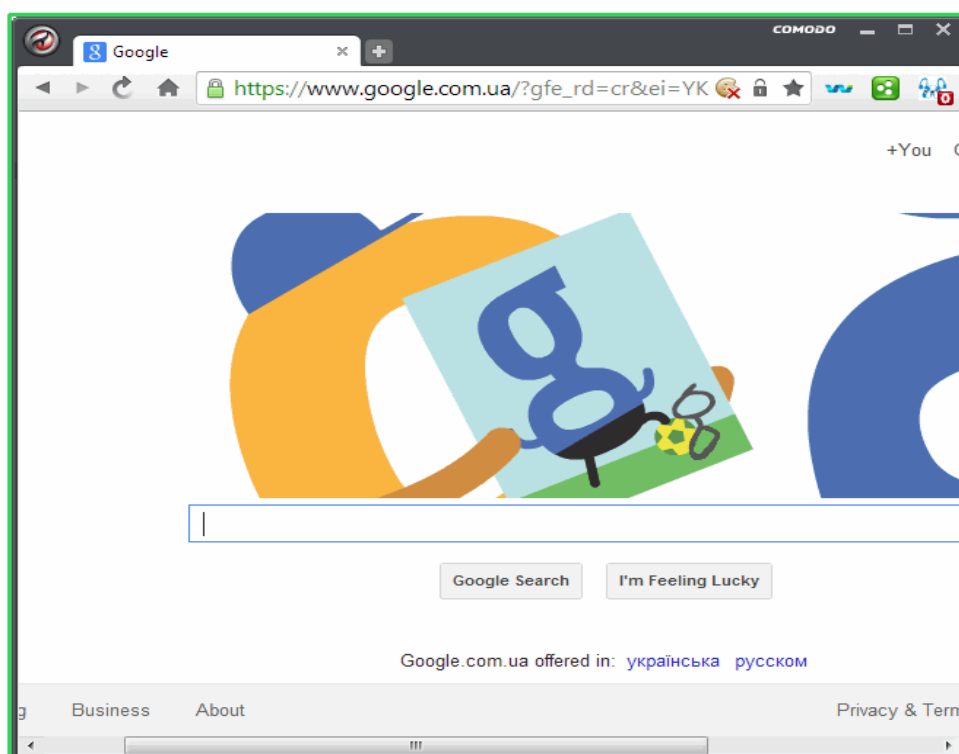 COMODO
Google
https://www.google.com.ua/?gfe_rd=cr&ei=YK
0
+You
g
Google Search I'm Feeling Lucky
Google.com.ua offered in: українська русском
Business About Privacy & Term